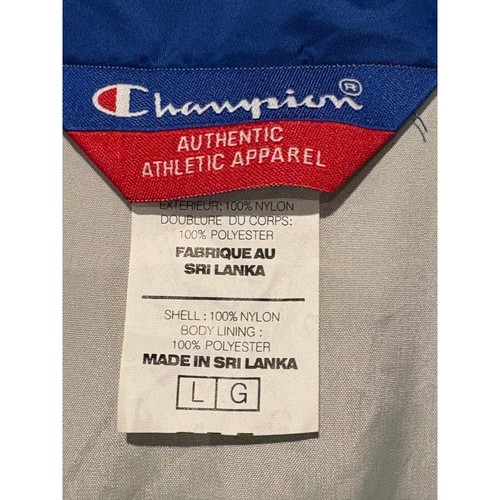 Champion®
AUTHENTIC
ATHLETIC APPAREL
EXTERIEUR: 100% NYLON
DOUBLURE DU CORPS:
100% POLYESTER
FABRIQUE AU
SRI LANKA
SHELL: 100% NYLON
BODY LINING :
100% POLYESTER
MADE IN SRI LANKA
L G